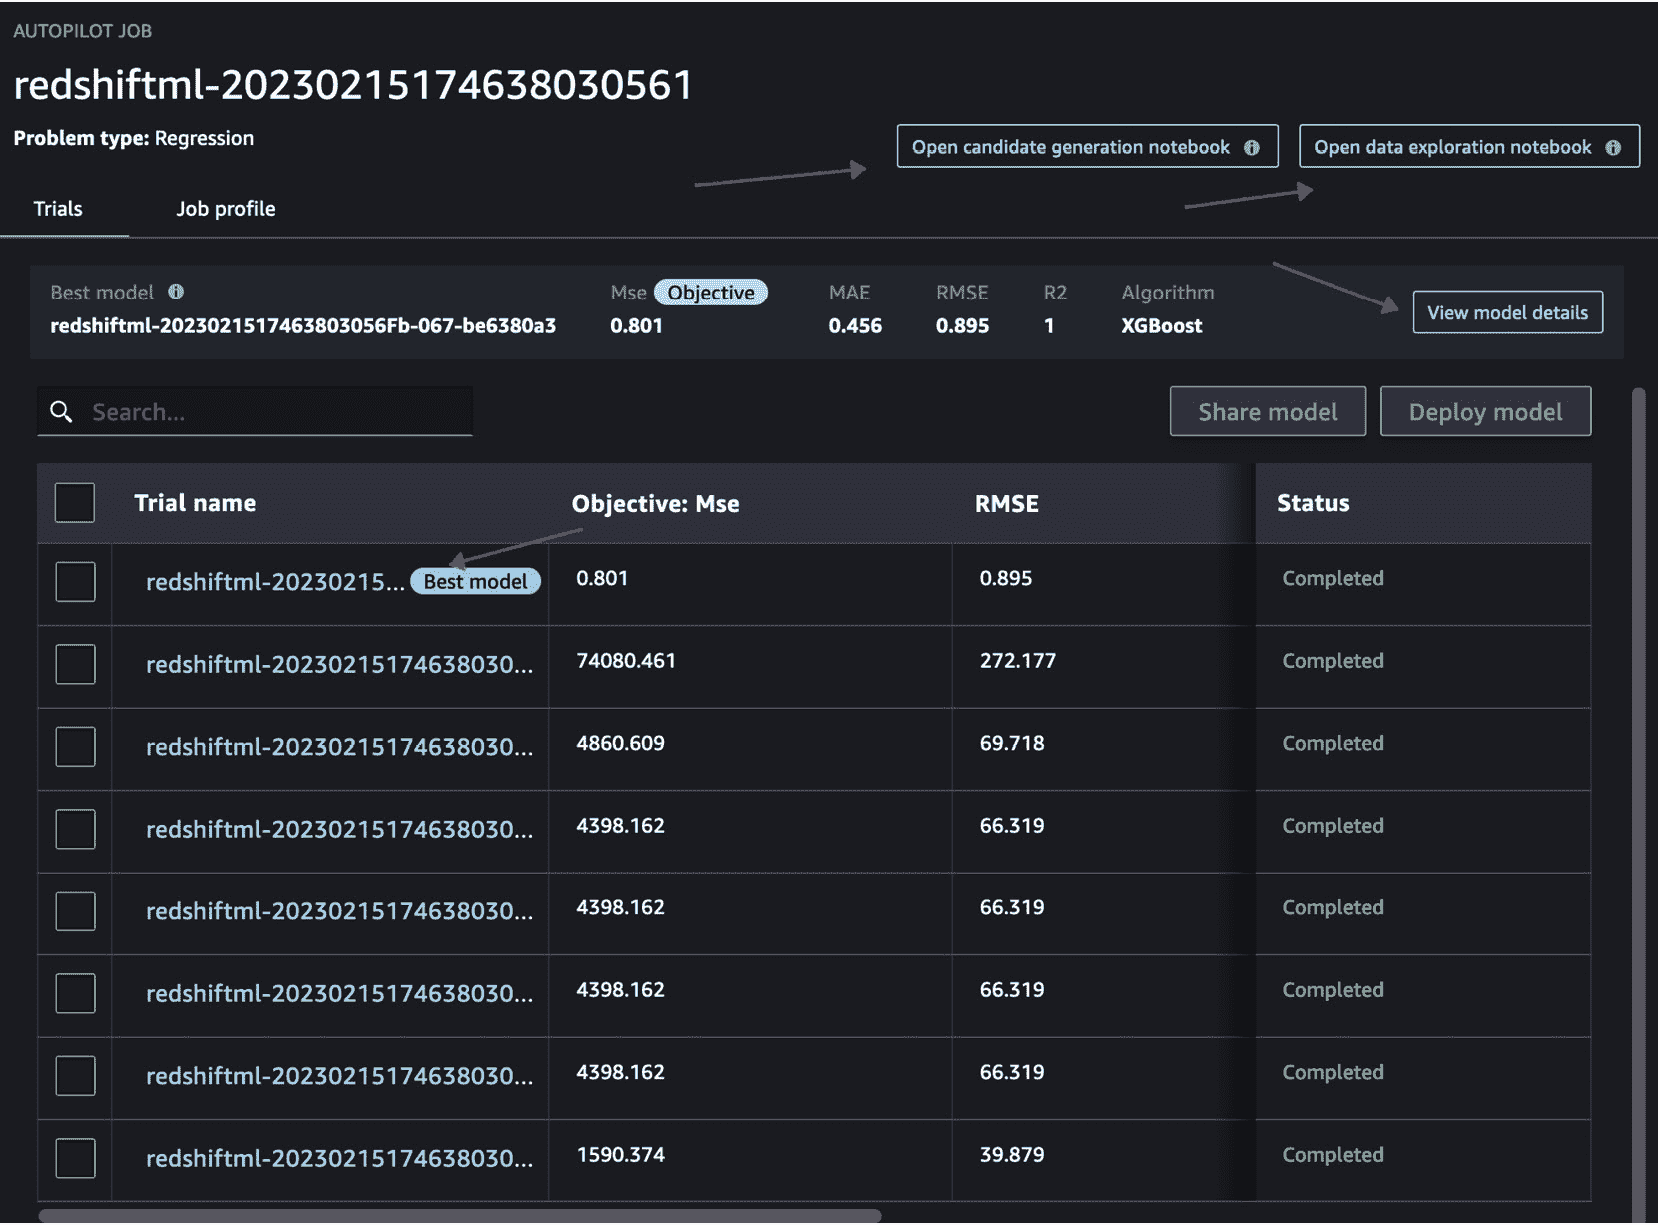 AUTOPILOT JOB
redshiftml-20230215174638030561
Problem type: Regression
Open candidate generation notebook
Open data exploration notebook
Trials
Job profile
Best model
Mse Objective
MAE
RMSE
R2
Algorithm
redshiftml-2023021517463803056Fb-067-be6380a3
0.801
0.456
0.895
1
XGBoost
View model details
Search...
Share model
Deploy model
Trial name
Objective: Mse
RMSE
Status
redshiftml-20230215... Best model
0.801
0.895
Completed
redshiftml-20230215174638030...
74080.461
272.177
Completed
redshiftml-20230215174638030...
4860.609
69.718
Completed
redshiftml-20230215174638030...
4398.162
66.319
Completed
redshiftml-20230215174638030...
4398.162
66.319
Completed
redshiftml-20230215174638030...
4398.162
66.319
Completed
redshiftml-20230215174638030...
4398.162
66.319
Completed
redshiftml-20230215174638030...
1590.374
39.879
Completed